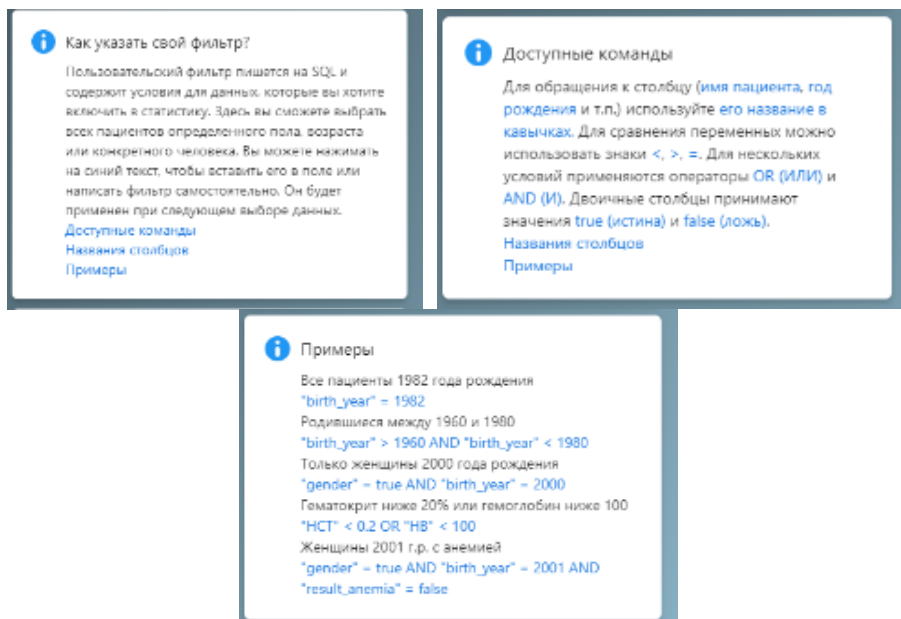 Как указать свой фильтр?
Пользовательский фильтр пишется на SQL и
содержит условия для данных, которые вы хотите
включить в статистику. Здесь вы сможете выбрать
всех пациентов определенного пола, возраста
или конкретного человека. Вы можете нажимать
на синий текст, чтобы вставить его в поле или
написать фильтр самостоятельно. Он будет
применен при следующем выборе данных.
Доступные команды
Названия столбцов
Примеры
Доступные команды
Для обращения к столбцу (имя пациента, год
рождения и т.п.) используйте его название в
кавычках. Для сравнения переменных можно
использовать знаки <, >, =. Для нескольких
условий применяются операторы OR (ИЛИ) и
AND (И). Двоичные столбцы принимают
значения true (истина) и false (ложь).
Названия столбцов
Примеры
Примеры
Все пациенты 1982 года рождения
"birth_year" = 1982
Родившиеся между 1960 и 1980
"birth_year" > 1960 AND "birth_year" < 1980
Только женщины 2000 года рождения
"gender" = true AND "birth_year" = 2000
Гематокрит ниже 20% или гемоглобин ниже 100
"HCT" < 0.2 OR "HB" < 100
Женщины 2001 г.р. с анемией
"gender" = true AND "birth_year" = 2001 AND
"result_anemia" = false